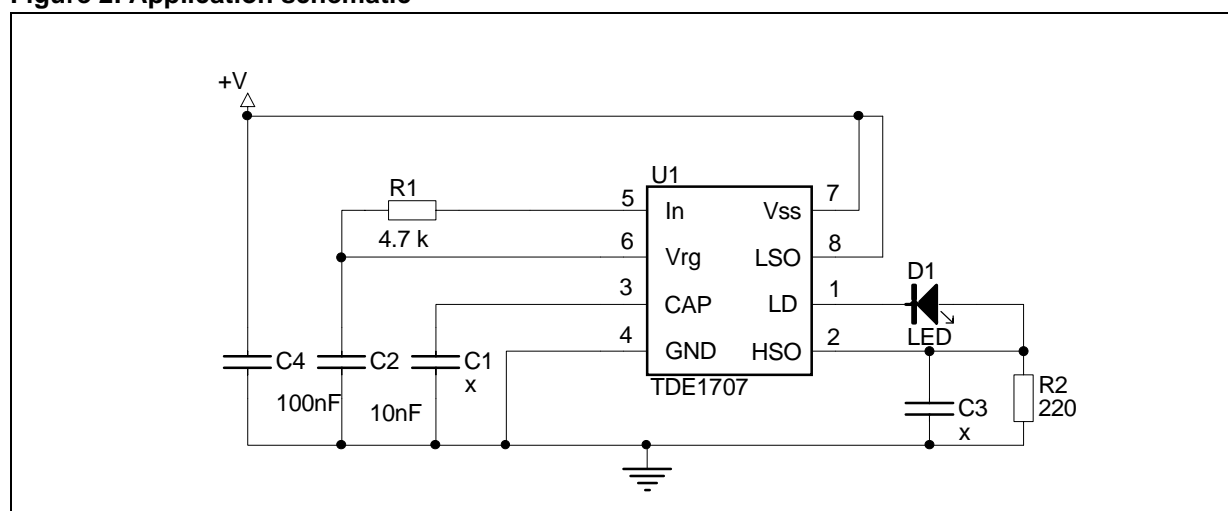 Figure 2. Application schematic
+V
U1
R1
5
In
Vss
7
4.7 k
6
Vrg
LSO
8
D1
3
CAP
LD
1
LED
4
GND
HSO
2
TDE1707
C4
C2
C1
x
100nF
10nF
R2
220
C3
x